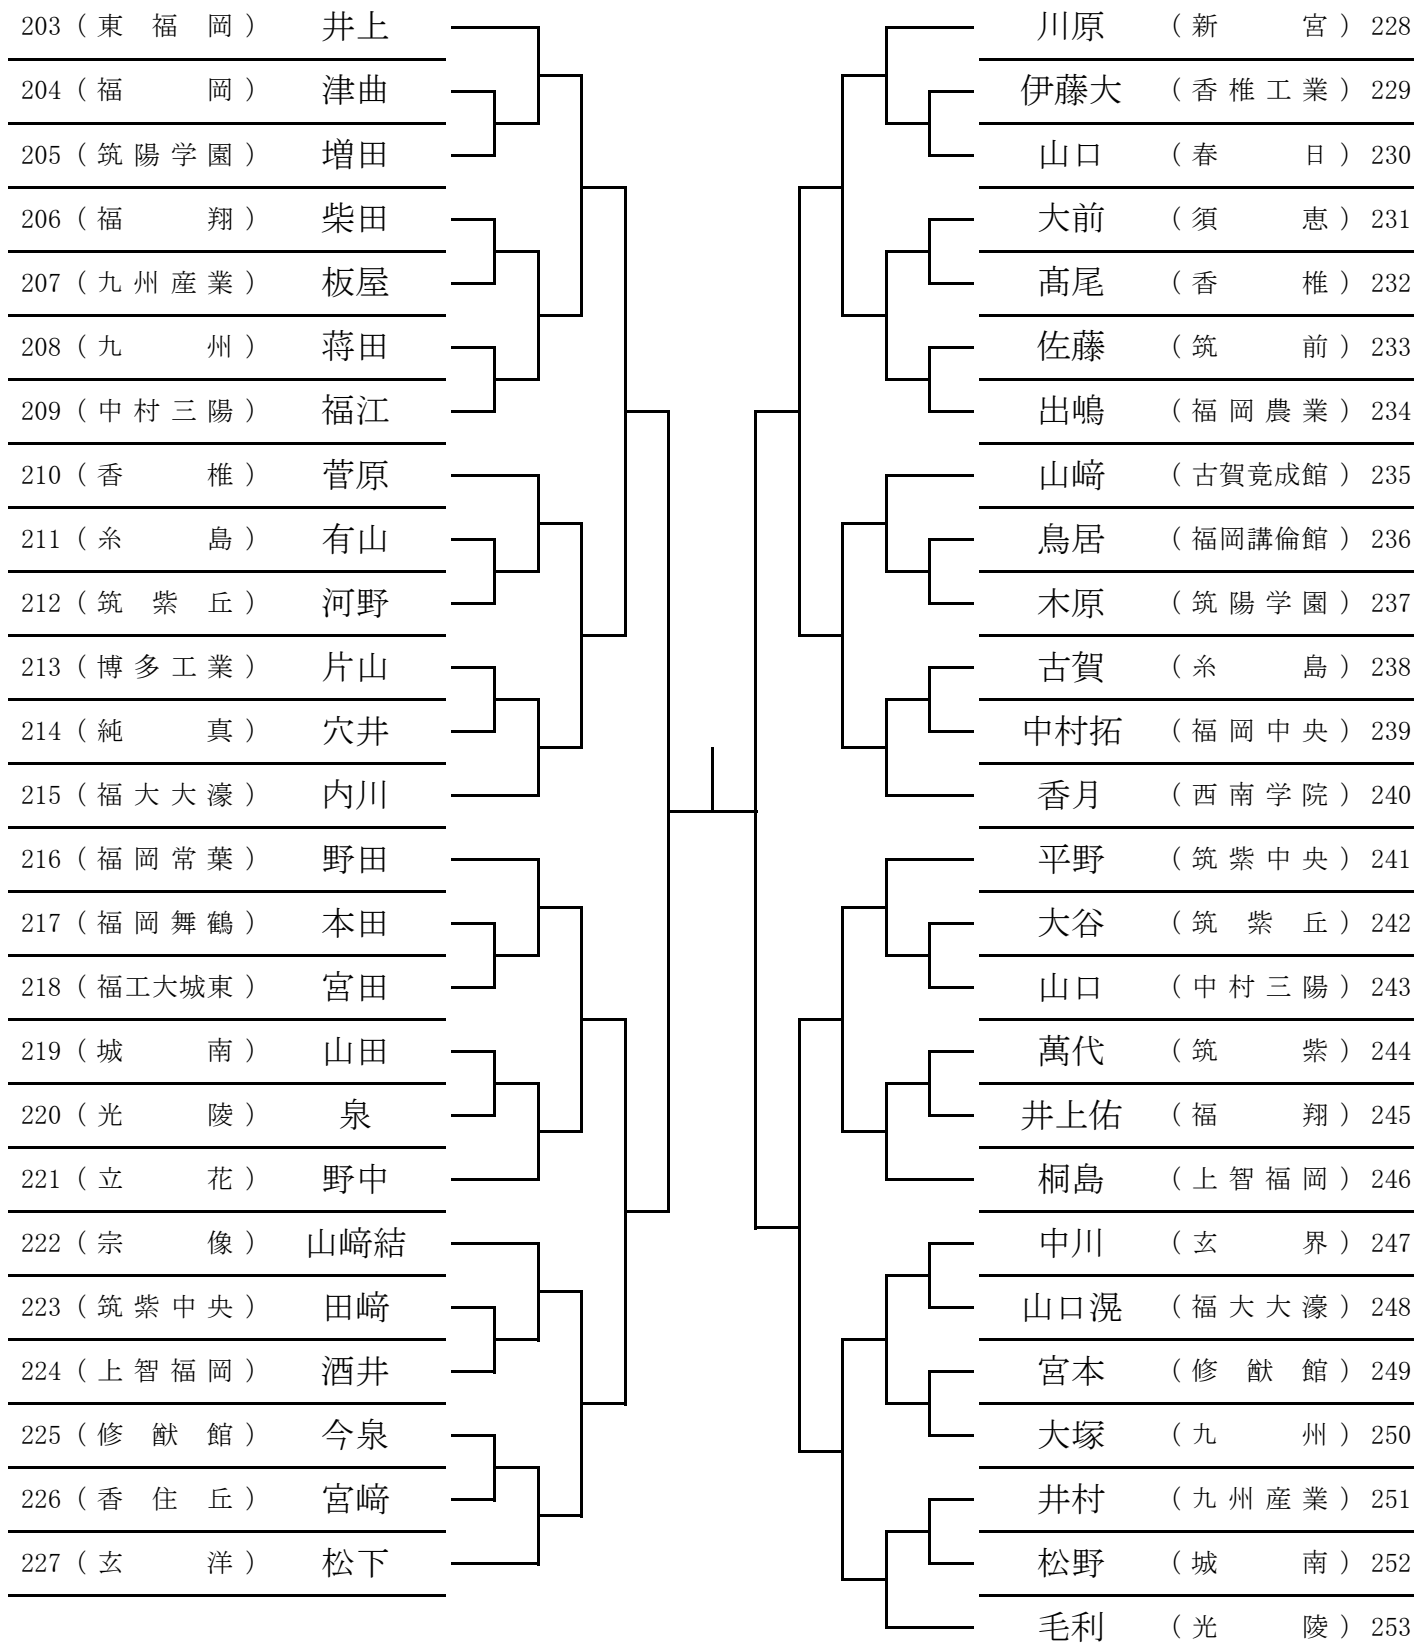 203 ( 東 福 岡 ) 井上
204 ( 福 岡 ) 津曲
205 ( 筑 陽 学 園 ) 増田
206 ( 福 翔 ) 柴田
207 ( 九 州 産 業 ) 板屋
208 ( 九 州 ) 蒋田
209 ( 中 村 三 陽 ) 福江
210 ( 香 椎 ) 菅原
211 ( 糸 島 ) 有山
212 ( 筑 紫 丘 ) 河野
213 ( 博 多 工 業 ) 片山
214 ( 純 真 ) 穴井
215 ( 福 大 大 濠 ) 内川
216 ( 福 岡 常 葉 ) 野田
217 ( 福 岡 舞 鶴 ) 本田
218 ( 福工大城東 ) 宮田
219 ( 城 南 ) 山田
220 ( 光 陵 ) 泉
221 ( 立 花 ) 野中
222 ( 宗 像 ) 山﨑結
223 ( 筑 紫 中 央 ) 田﨑
224 ( 上 智 福 岡 ) 酒井
225 ( 修 猷 館 ) 今泉
226 ( 香 住 丘 ) 宮﨑
227 ( 玄 洋 ) 松下
川原 ( 新 宮 ) 228
伊藤大 ( 香 椎 工 業 ) 229
山口 ( 春 日 ) 230
大前 ( 須 恵 ) 231
髙尾 ( 香 椎 ) 232
佐藤 ( 筑 前 ) 233
出嶋 ( 福 岡 農 業 ) 234
山﨑 ( 古賀竟成館 ) 235
鳥居 ( 福岡講倫館 ) 236
木原 ( 筑 陽 学 園 ) 237
古賀 ( 糸 島 ) 238
中村拓 ( 福 岡 中 央 ) 239
香月 ( 西 南 学 院 ) 240
平野 ( 筑 紫 中 央 ) 241
大谷 ( 筑 紫 丘 ) 242
山口 ( 中 村 三 陽 ) 243
萬代 ( 筑 紫 ) 244
井上佑 ( 福 翔 ) 245
桐島 ( 上 智 福 岡 ) 246
中川 ( 玄 界 ) 247
山口滉 ( 福 大 大 濠 ) 248
宮本 ( 修 猷 館 ) 249
大塚 ( 九 州 ) 250
井村 ( 九 州 産 業 ) 251
松野 ( 城 南 ) 252
毛利 ( 光 陵 ) 253